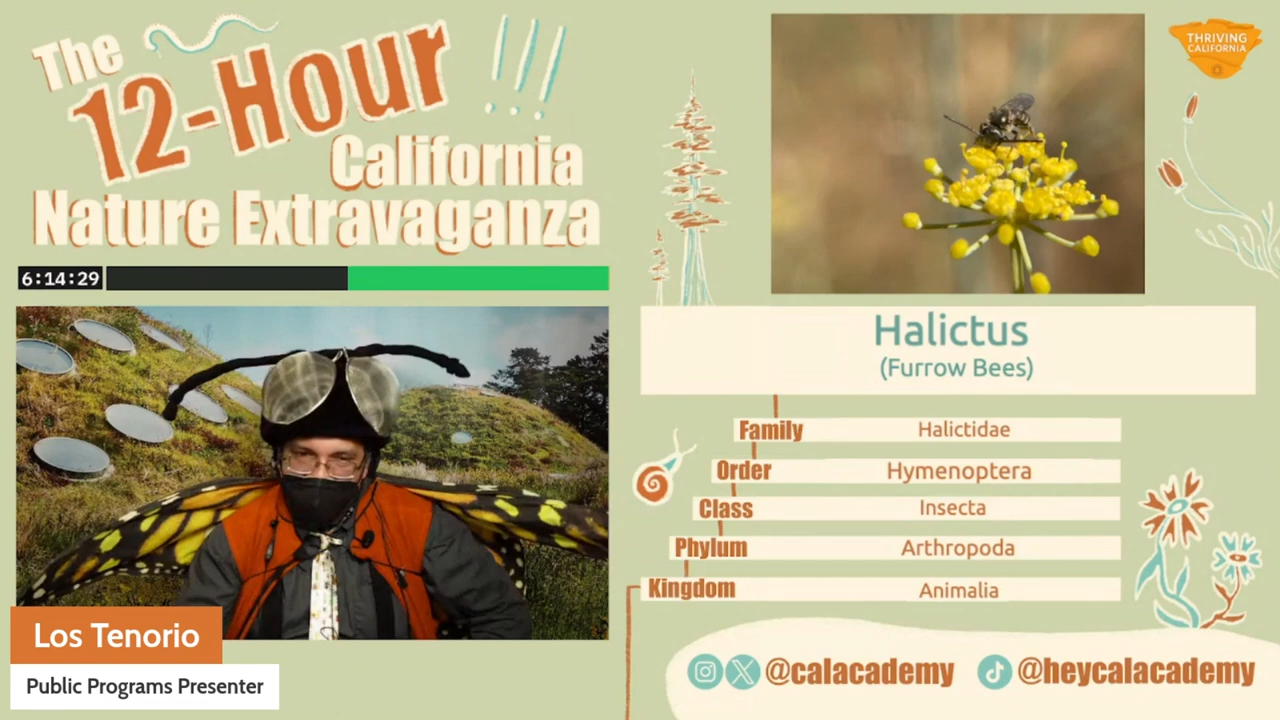 The
12-Hour!!!
California
Nature Extravaganza
6:14:29
THRIVING
CALIFORNIA
Halictus
(Furrow Bees)
Family Halictidae
Order Hymenoptera
Class Insecta
Phylum Arthropoda
Kingdom Animalia
Los Tenorio
Public Programs Presenter
@calacademy @heycalacademy